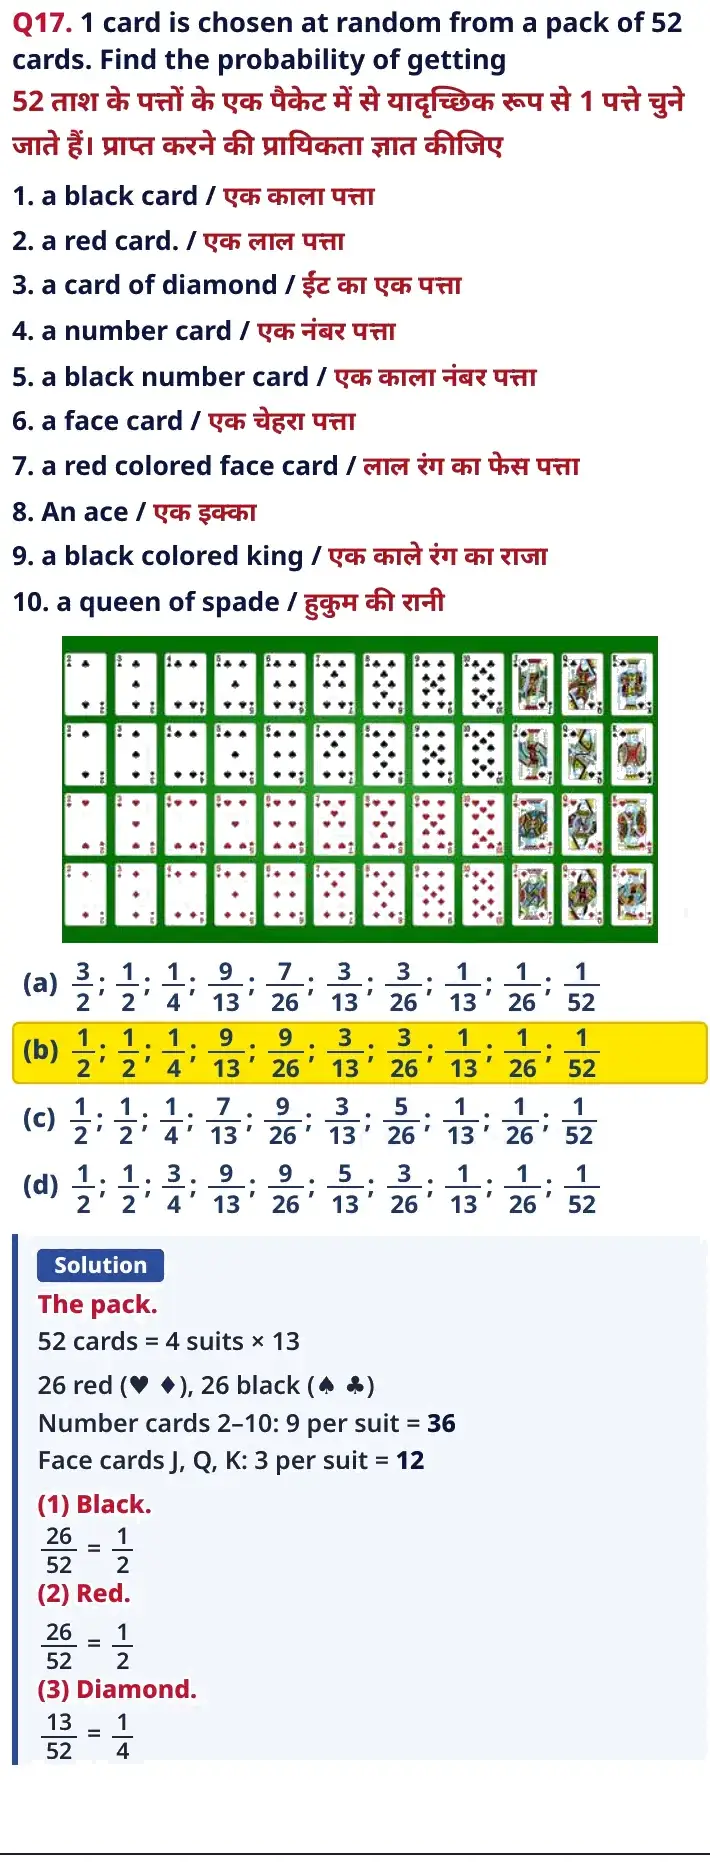 Q17. 1 card is chosen at random from a pack of 52
cards. Find the probability of getting
52 ताश के पत्तों के एक पैकेट में से यादृच्छिक रूप से 1 पत्ते चुने
जाते हैं। प्राप्त करने की प्रायिकता ज्ञात कीजिए
1. a black card / एक काला पत्ता
2. a red card. / एक लाल पत्ता
3. a card of diamond / ईंट का एक पत्ता
4. a number card / एक नंबर पत्ता
5. a black number card / एक काला नंबर पत्ता
6. a face card / एक चेहरा पत्ता
7. a red colored face card / लाल रंग का फेस पत्ता
8. An ace / एक इक्का
9. a black colored king / एक काले रंग का राजा
10. a queen of spade / हुकुम की रानी
(a) 3/2; 1/2; 1/4; 9/13; 7/26; 3/13; 3/26; 1/13; 1/26; 1/52
(b) 1/2; 1/2; 1/4; 9/13; 9/26; 3/13; 3/26; 1/13; 1/26; 1/52
(c) 1/2; 1/2; 1/4; 7/13; 9/26; 3/13; 5/26; 1/13; 1/26; 1/52
(d) 1/2; 1/2; 3/4; 9/13; 9/26; 5/13; 3/26; 1/13; 1/26; 1/52
Solution
The pack.
52 cards = 4 suits × 13
26 red (♥ ♦), 26 black (♠ ♣)
Number cards 2–10: 9 per suit = 36
Face cards J, Q, K: 3 per suit = 12
(1) Black.
26/52 = 1/2
(2) Red.
26/52 = 1/2
(3) Diamond.
13/52 = 1/4